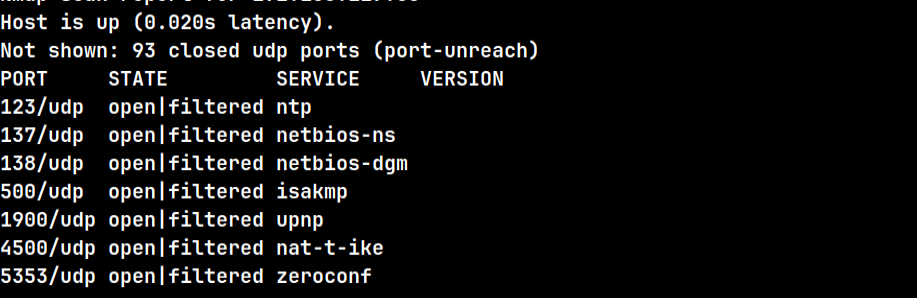 Host is up (0.020s latency).
Not shown: 93 closed udp ports (port-unreach)
PORT     STATE         SERVICE     VERSION
123/udp  open|filtered ntp
137/udp  open|filtered netbios-ns
138/udp  open|filtered netbios-dgm
500/udp  open|filtered isakmp
1900/udp open|filtered upnp
4500/udp open|filtered nat-t-ike
5353/udp open|filtered zeroconf